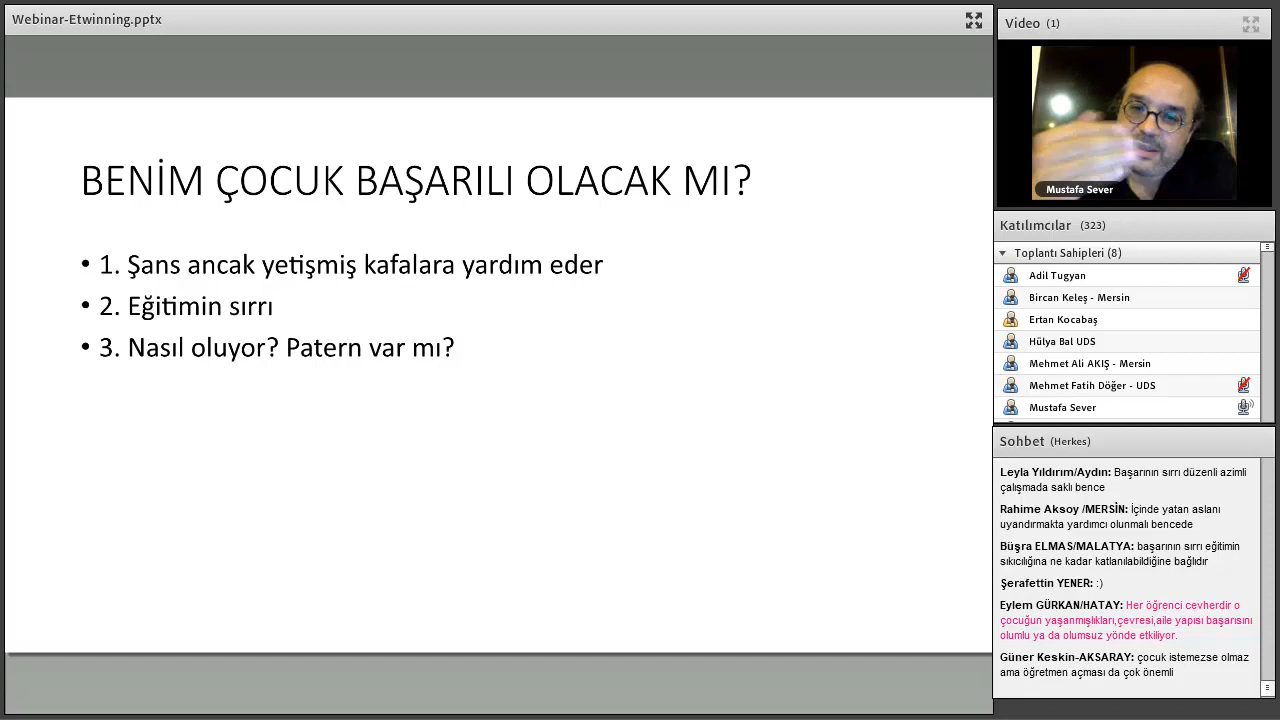 Webinar-Etwinning.pptx
BENİM ÇOCUK BAŞARILI OLACAK MI?
• 1. Şans ancak yetişmiş kafalara yardım eder
• 2. Eğitimin sırrı
• 3. Nasıl oluyor? Patern var mı?
Video (1)
Mustafa Sever
Katılımcılar (323)
Toplantı Sahipleri (8)
Adil Tugyan
Bircan Keleş - Mersin
Ertan Kocabaş
Hülya Bal UDS
Mehmet Ali AKIŞ - Mersin
Mehmet Fatih Döğer - UDS
Mustafa Sever
Sohbet (Herkes)
Leyla Yıldırım/Aydın: Başarının sırrı düzenli azimli
çalışmada saklı bence
Rahime Aksoy /MERSİN: İçinde yatan aslanı
uyandırmakta yardımcı olunmalı bencede
Büşra ELMAS/MALATYA: başarının sırrı eğitimin
sıkıcılığına ne kadar katlanılabildiğine bağlıdır
Şerafettin YENER: :)
Eylem GÜRKAN/HATAY: Her öğrenci cevherdir o
çocuğun yaşanmışlıkları,çevresi,aile yapısı başarısını
olumlu ya da olumsuz yönde etkiliyor.
Güner Keskin-AKSARAY: çocuk istemezse olmaz
ama öğretmen açması da çok önemli